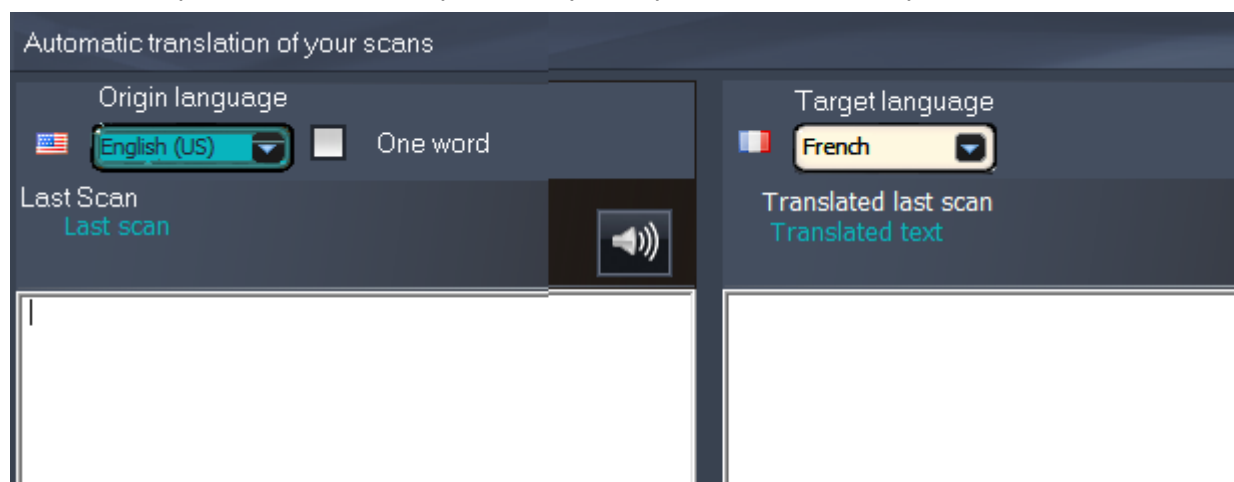 Automatic translation of your scans
Origin language
English (US)
One word
Last Scan
Last scan
Target language
French
Translated last scan
Translated text